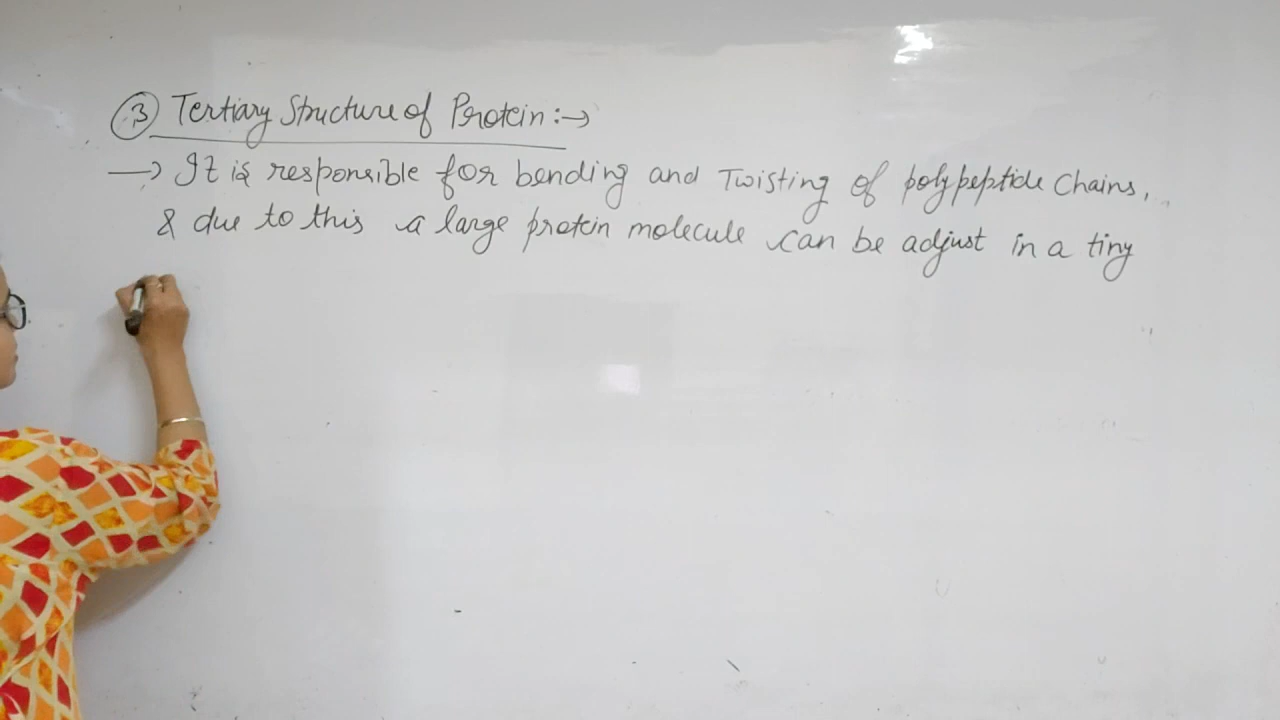 ③ Tertiary Structure of Protein :→
→ It is responsible for bending and Twisting of polypeptide Chains,
& due to this a large protein molecule can be adjust in a tiny